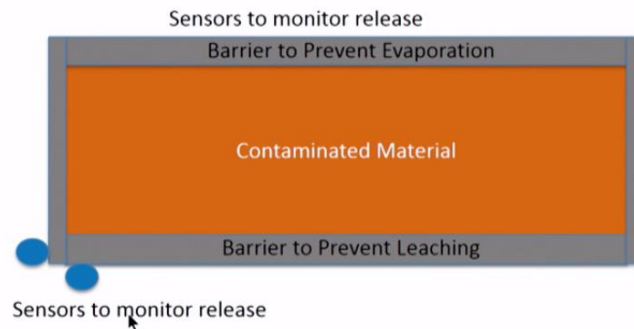 Sensors to monitor release
Barrier to Prevent Evaporation
Contaminated Material
Barrier to Prevent Leaching
Sensors to monitor release